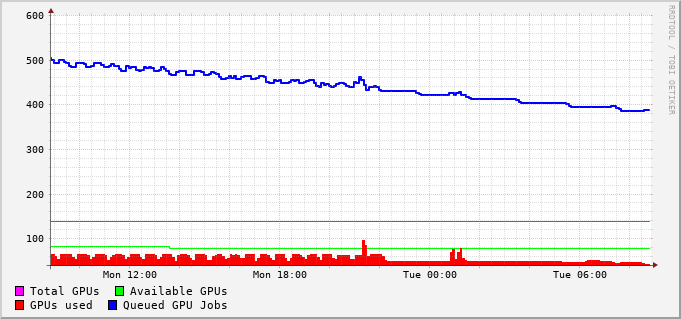 600
500
400
300
200
100
Mon 12:00 Mon 18:00 Tue 00:00 Tue 06:00
Total GPUs Available GPUs
GPUs used Queued GPU Jobs
RRDTOOL / TOBI OETIKER